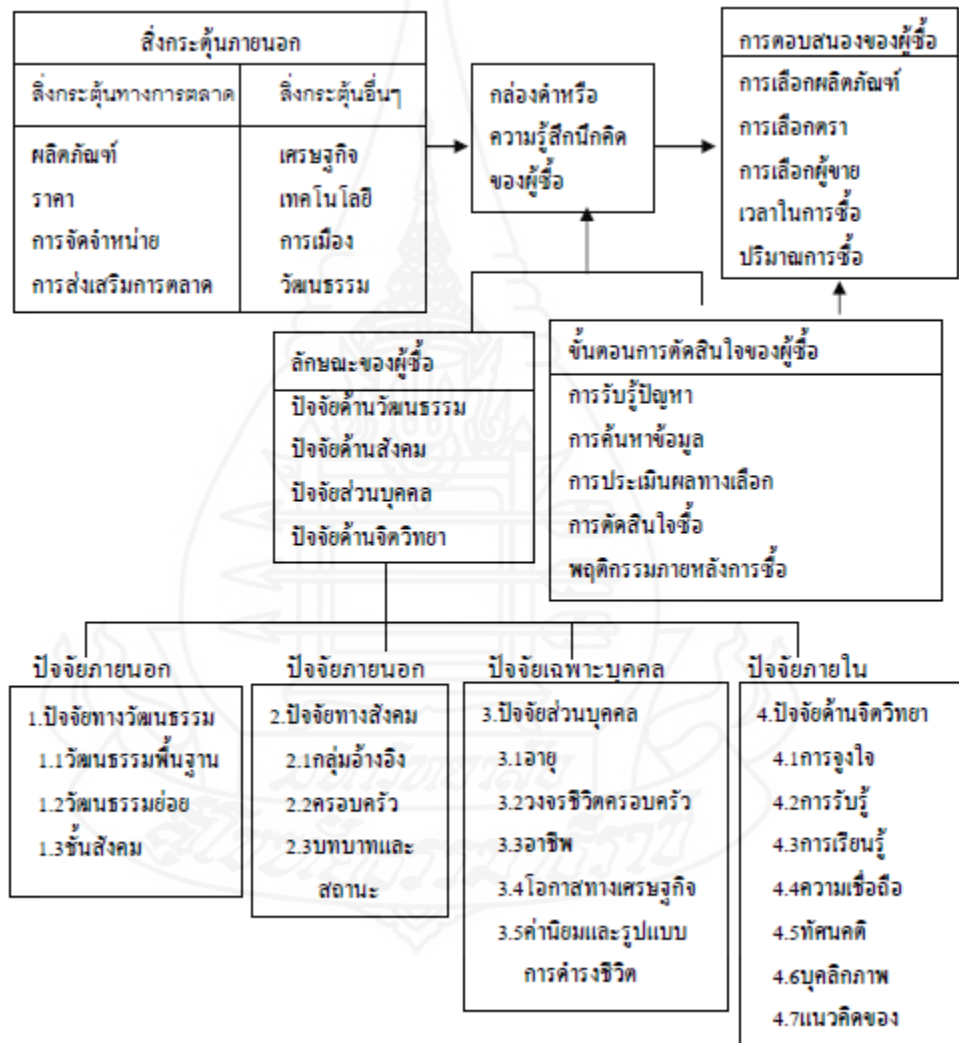 สิ่งกระตุ้นภายนอก
สิ่งกระตุ้นทางการตลาด
ผลิตภัณฑ์
ราคา
การจัดจำหน่าย
การส่งเสริมการตลาด
สิ่งกระตุ้นอื่นๆ
เศรษฐกิจ
เทคโนโลยี
การเมือง
วัฒนธรรม
กล่องดำหรือ
ความรู้สึกนึกคิด
ของผู้ซื้อ
การตอบสนองของผู้ซื้อ
การเลือกผลิตภัณฑ์
การเลือกตรา
การเลือกผู้ขาย
เวลาในการซื้อ
ปริมาณการซื้อ
ลักษณะของผู้ซื้อ
ปัจจัยด้านวัฒนธรรม
ปัจจัยด้านสังคม
ปัจจัยส่วนบุคคล
ปัจจัยด้านจิตวิทยา
ขั้นตอนการตัดสินใจของผู้ซื้อ
การรับรู้ปัญหา
การค้นหาข้อมูล
การประเมินผลทางเลือก
การตัดสินใจซื้อ
พฤติกรรมภายหลังการซื้อ
ปัจจัยภายนอก
1.ปัจจัยทางวัฒนธรรม
1.1วัฒนธรรมพื้นฐาน
1.2วัฒนธรรมย่อย
1.3ชั้นสังคม
ปัจจัยภายนอก
2.ปัจจัยทางสังคม
2.1กลุ่มอ้างอิง
2.2ครอบครัว
2.3บทบาทและ
สถานะ
ปัจจัยเฉพาะบุคคล
3.ปัจจัยส่วนบุคคล
3.1อายุ
3.2วงจรชีวิตครอบครัว
3.3อาชีพ
3.4โอกาสทางเศรษฐกิจ
3.5ค่านิยมและรูปแบบ
การดำรงชีวิต
ปัจจัยภายใน
4.ปัจจัยด้านจิตวิทยา
4.1การจูงใจ
4.2การรับรู้
4.3การเรียนรู้
4.4ความเชื่อถือ
4.5ทัศนคติ
4.6บุคลิกภาพ
4.7แนวคิดของ